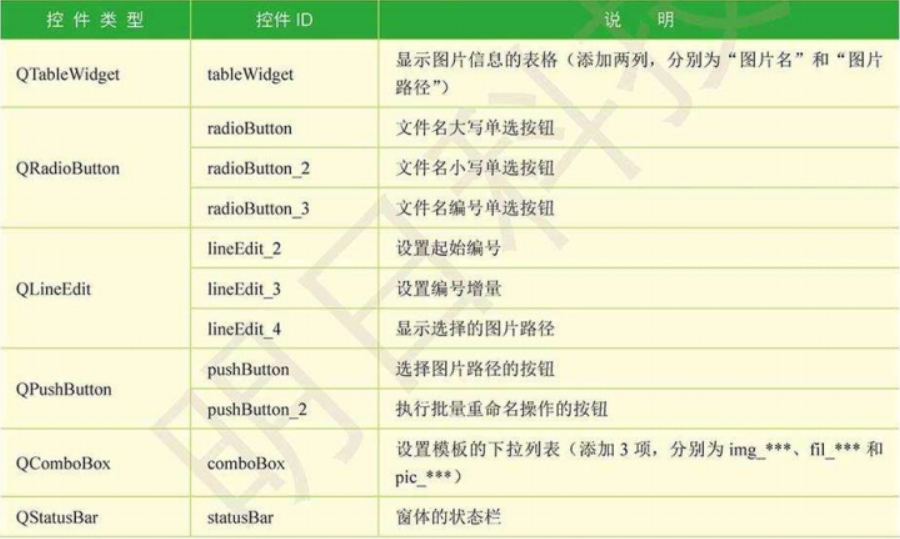 控 件 类 型 控件 ID 说 明
QTableWidget tableWidget 显示图片信息的表格（添加两列，分别为“图片名”和“图片
路径”）
QRadioButton radioButton 文件名大写单选按钮
radioButton_2 文件名小写单选按钮
radioButton_3 文件名编号单选按钮
QLineEdit lineEdit_2 设置起始编号
lineEdit_3 设置编号增量
lineEdit_4 显示选择的图片路径
QPushButton pushButton 选择图片路径的按钮
pushButton_2 执行批量重命名操作的按钮
QComboBox comboBox 设置模板的下拉列表（添加 3 项，分别为 img_***、fil_*** 和
pic_***）
QStatusBar statusBar 窗体的状态栏
明日科技